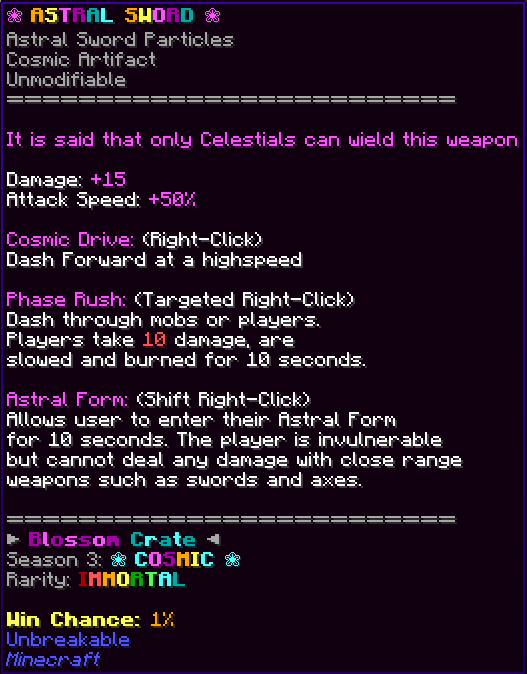 ❀ ASTRAL SWORD ❀
Astral Sword Particles
Cosmic Artifact
Unmodifiable
============================
It is said that only Celestials can wield this weapon
Damage: +15
Attack Speed: +50%
Cosmic Drive: (Right-Click)
Dash Forward at a highspeed
Phase Rush: (Targeted Right-Click)
Dash through mobs or players.
Players take 10 damage, are
slowed and burned for 10 seconds.
Astral Form: (Shift Right-Click)
Allows user to enter their Astral Form
for 10 seconds. The player is invulnerable
but cannot deal any damage with close range
weapons such as swords and axes.
============================
► Blossom Crate ◄
Season 3: ❀ COSMIC ❀
Rarity: IMMORTAL
Win Chance: 1%
Unbreakable
Minecraft